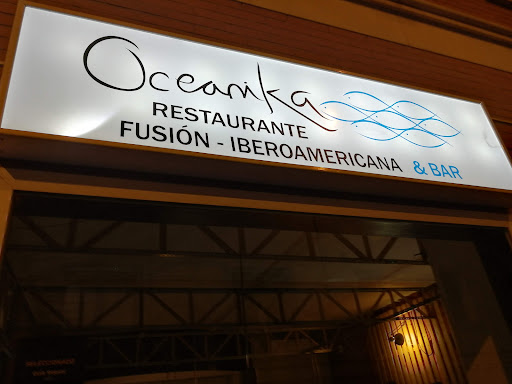 Oceanika
RESTAURANTE
FUSIÓN - IBEROAMERICANA & BAR